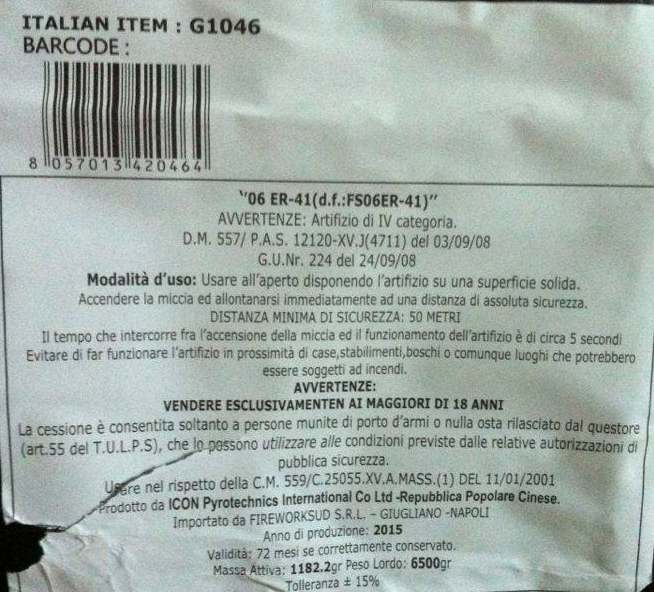 ITALIAN ITEM : G1046
BARCODE :
8 057013 420464
"06 ER-41(d.f.:FS06ER-41)"
AVVERTENZE: Artifizio di IV categoria.
D.M. 557/ P.A.S. 12120-XV.J(4711) del 03/09/08
G.U.Nr. 224 del 24/09/08
Modalità d'uso: Usare all'aperto disponendo l'artifizio su una superficie solida.
Accendere la miccia ed allontanarsi immediatamente ad una distanza di assoluta sicurezza.
DISTANZA MINIMA DI SICUREZZA: 50 METRI
Il tempo che intercorre fra l'accensione della miccia ed il funzionamento dell'artifizio è di circa 5 secondi
Evitare di far funzionare l'artifizio in prossimità di case,stabilimenti,boschi o comunque luoghi che potrebbero
essere soggetti ad incendi.
AVVERTENZE:
VENDERE ESCLUSIVAMENTEN AI MAGGIORI DI 18 ANNI
La cessione è consentita soltanto a persone munite di porto d'armi o nulla osta rilasciato dal questore
(art.55 del T.U.L.P.S), che lo possono utilizzare alle condizioni previste dalle relative autorizzazioni di
pubblica sicurezza.
Usare nel rispetto della C.M. 559/C.25055.XV.A.MASS.(1) DEL 11/01/2001
Prodotto da ICON Pyrotechnics International Co Ltd -Repubblica Popolare Cinese.
Importato da FIREWORKSUD S.R.L. - GIUGLIANO -NAPOLI
Anno di produzione: 2015
Validità: 72 mesi se correttamente conservato.
Massa Attiva: 1182.2gr Peso Lordo: 6500gr
Tolleranza ± 15%